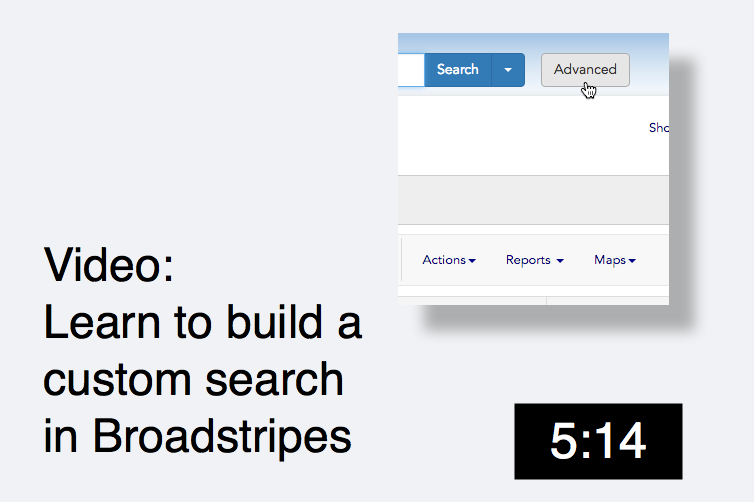 Search Advanced
Sho
Actions Reports Maps
Video:
Learn to build a
custom search
in Broadstripes
5:14